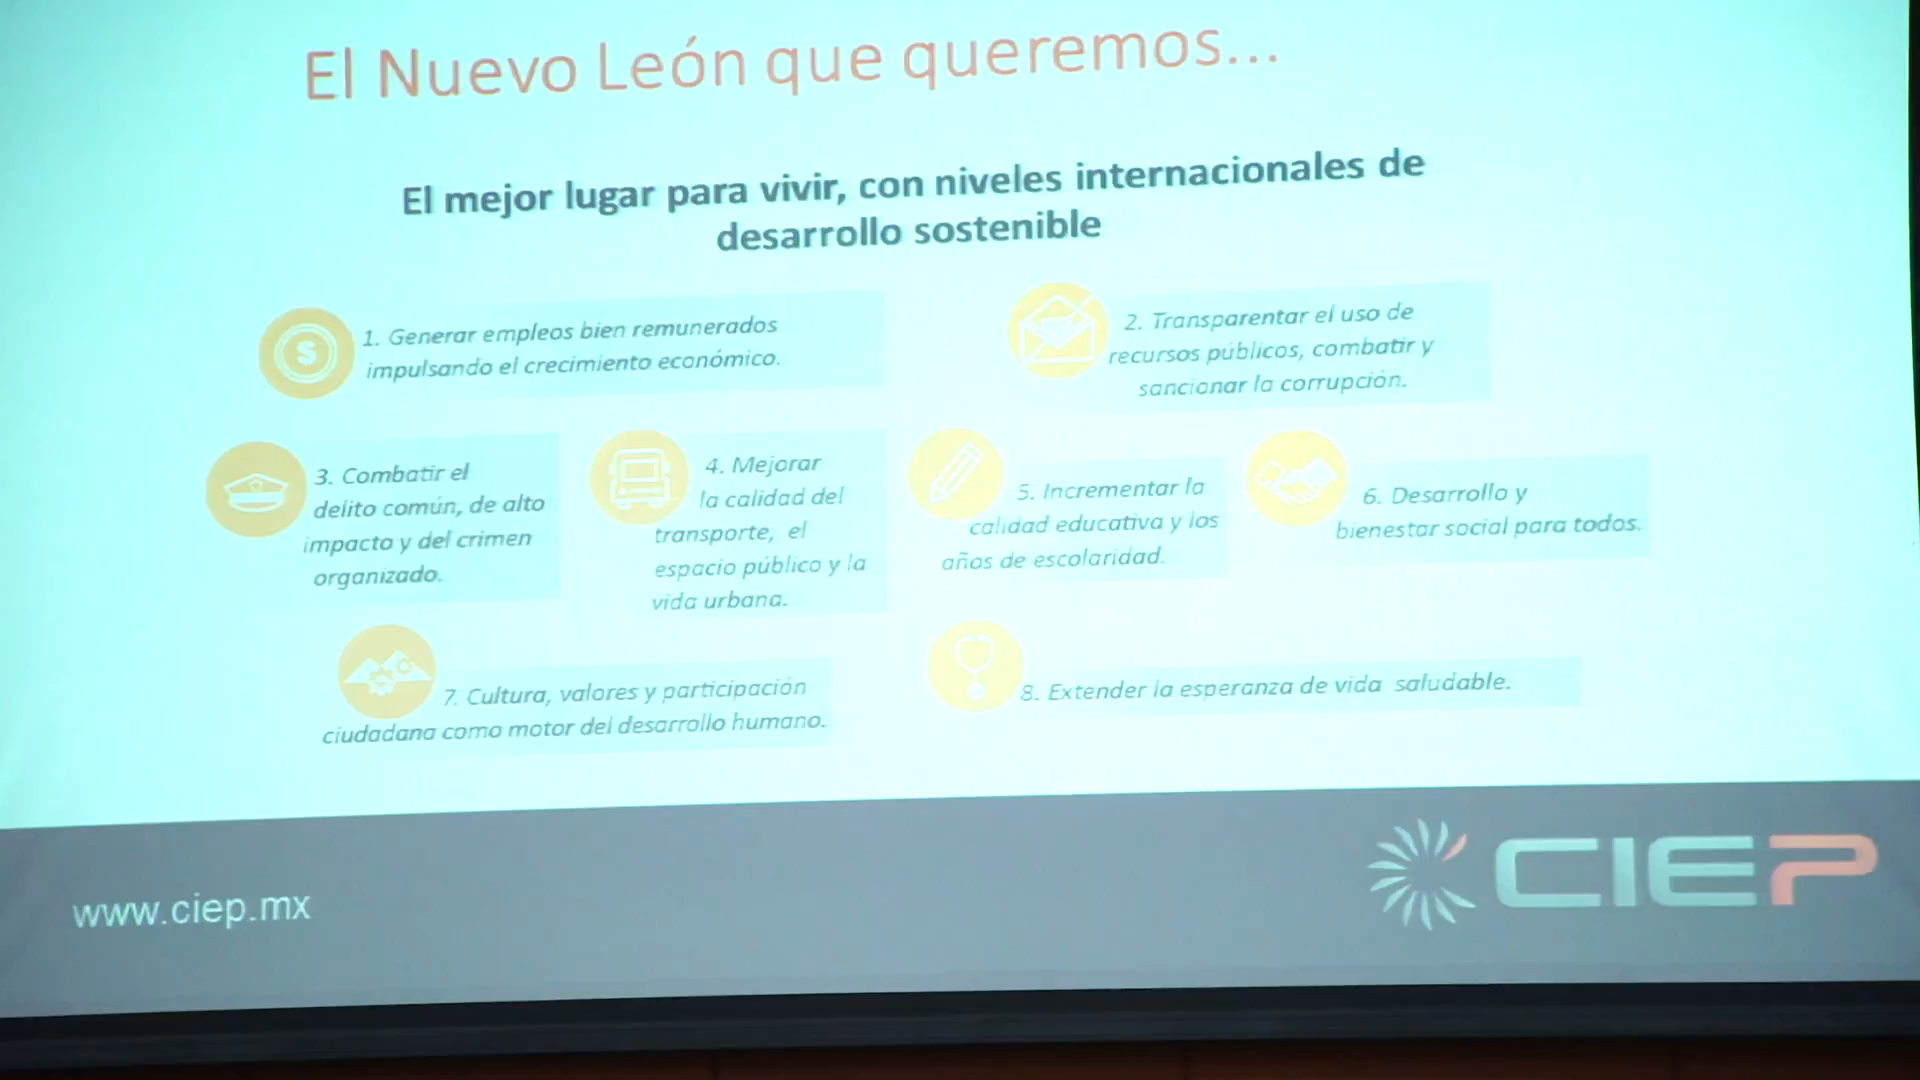 El Nuevo León que queremos...
El mejor lugar para vivir, con niveles internacionales de
desarrollo sostenible
1. Generar empleos bien remunerados
impulsando el crecimiento económico.
2. Transparentar el uso de
recursos públicos, combatir y
sancionar la corrupción.
3. Combatir el
delito común, de alto
impacto y del crimen
organizado.
4. Mejorar
la calidad del
transporte, el
espacio público y la
vida urbana.
5. Incrementar la
calidad educativa y los
años de escolaridad.
6. Desarrollo y
bienestar social para todos.
7. Cultura, valores y participación
ciudadana como motor del desarrollo humano.
8. Extender la esperanza de vida saludable.
www.ciep.mx
CIEP